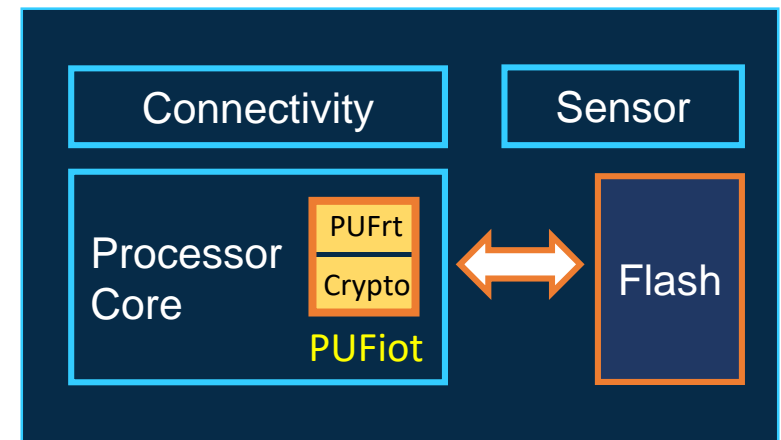 Connectivity
Sensor
Processor
Core
PUFrt
Crypto
PUFiot
Flash